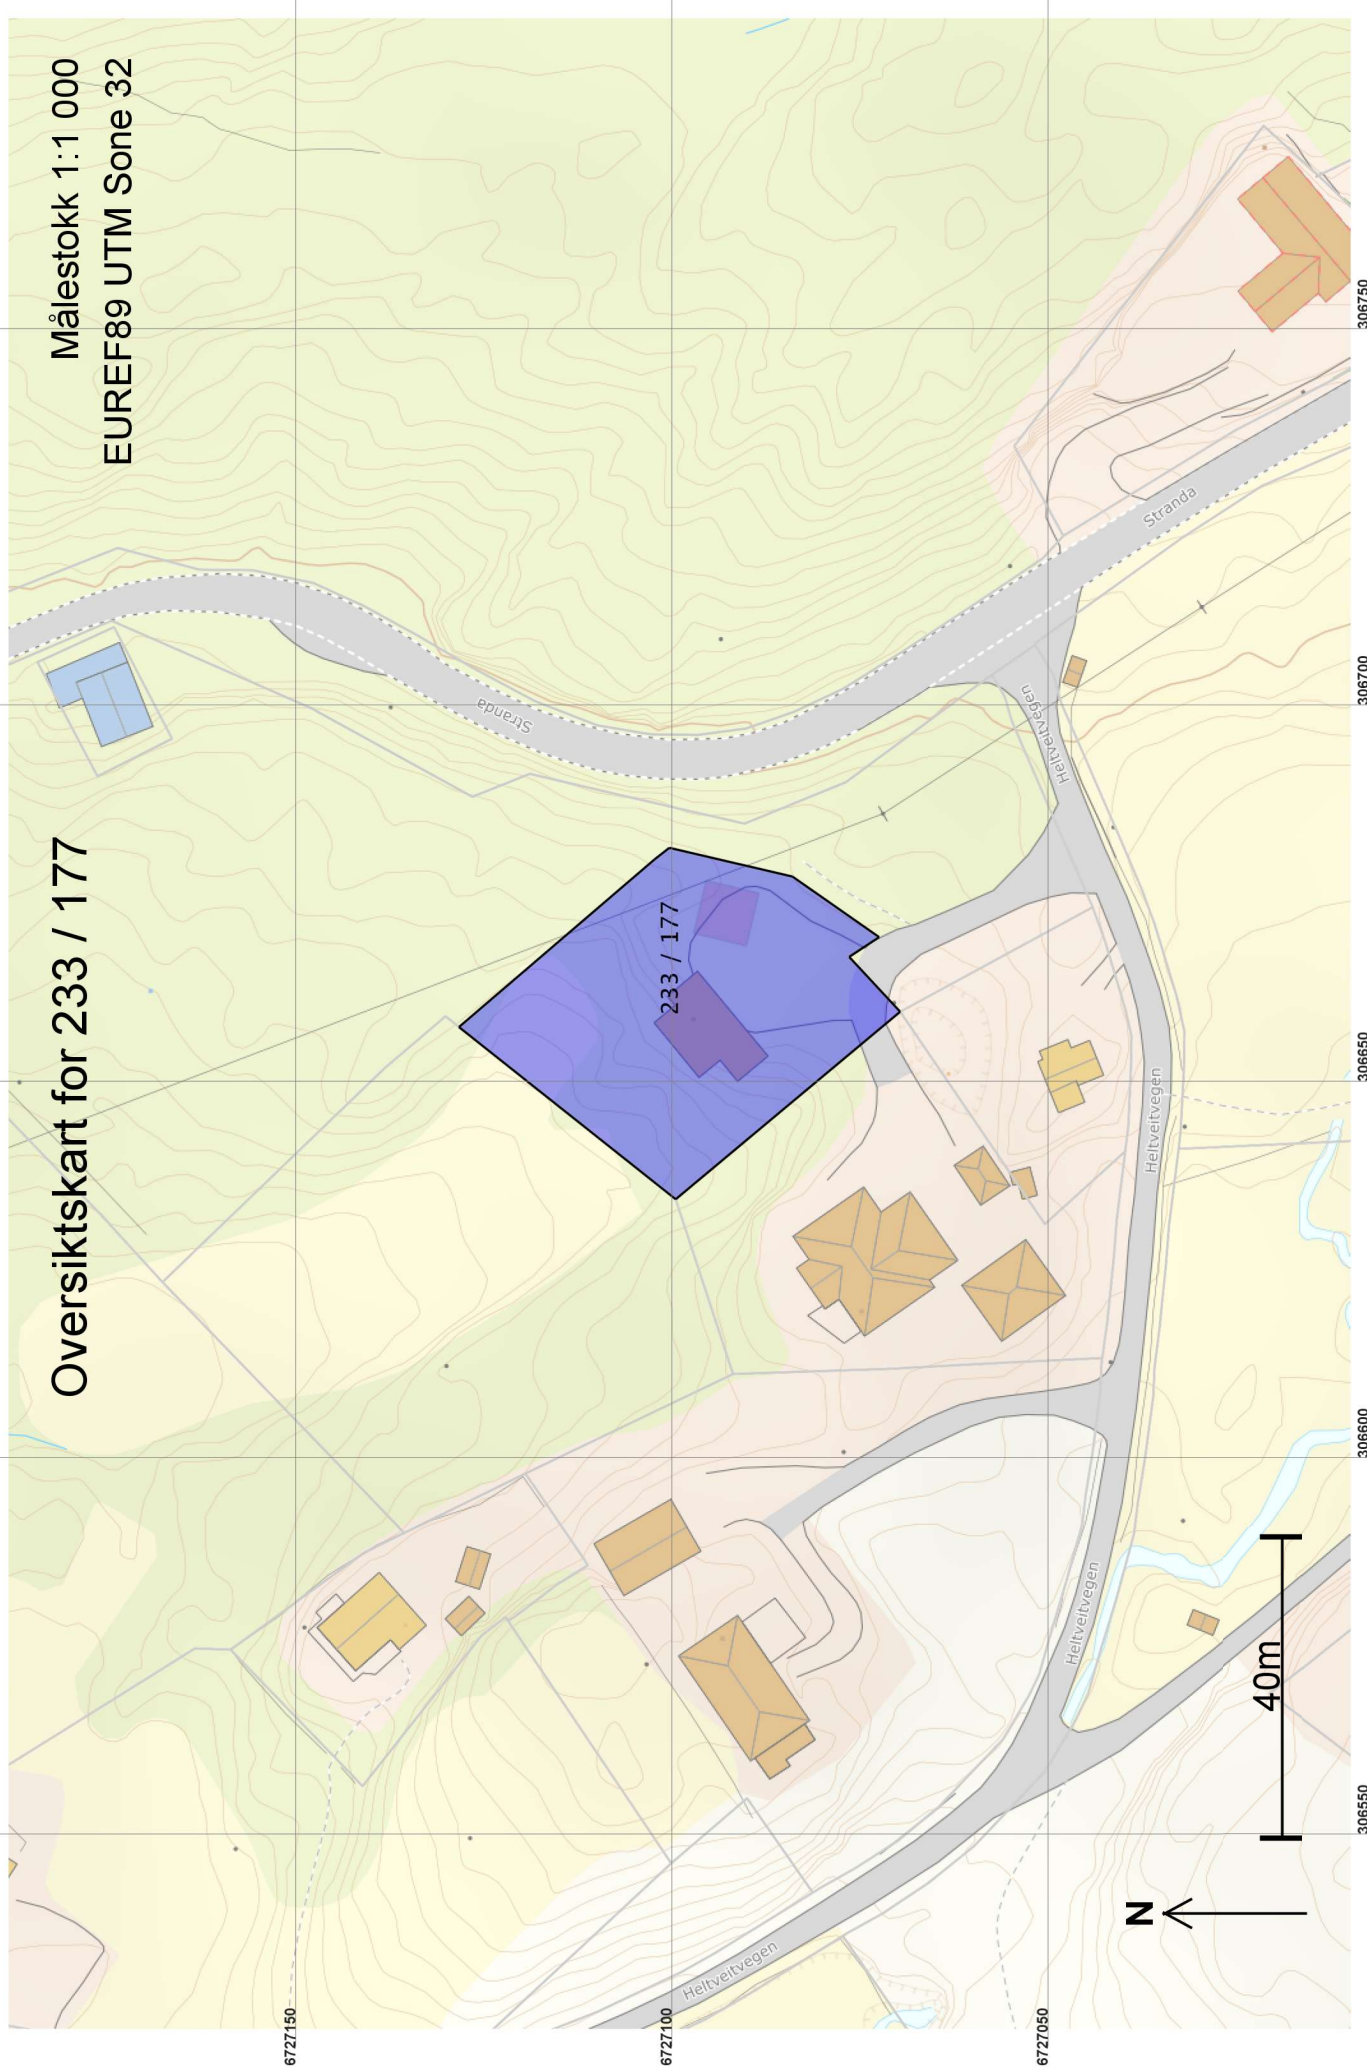 Oversiktskart for 233 / 177
Målestokk 1:1 000
EUREF89 UTM Sone 32
6727150
6727100
6727050
306550
306600
306650
306700
306750
Stranda
Stranda
233 / 177
Heltveitvegen
Heltveitvegen
Heltveitvegen
Heltveitvegen
N
40m